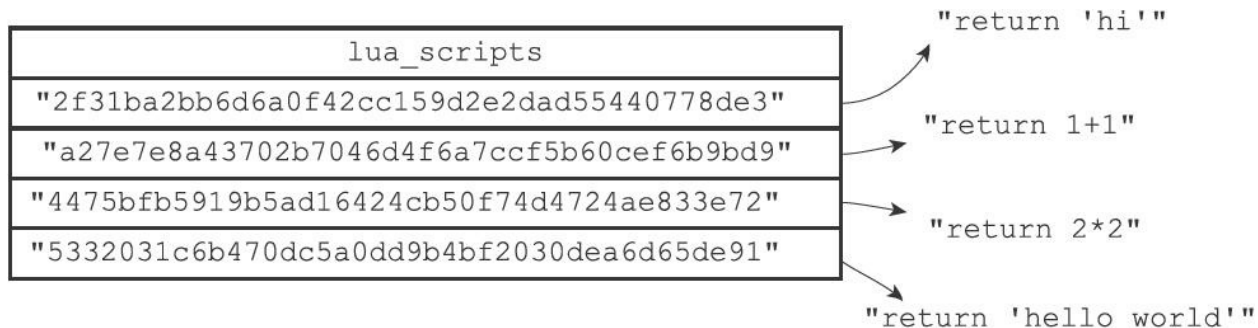 lua_scripts
"2f31ba2bb6d6a0f42cc159d2e2dad55440778de3"
"return 'hi'"
"a27e7e8a43702b7046d4f6a7ccf5b60cef6b9bd9"
"return 1+1"
"4475bfb5919b5ad16424cb50f74d4724ae833e72"
"return 2*2"
"5332031c6b470dc5a0dd9b4bf2030dea6d65de91"
"return 'hello world'"